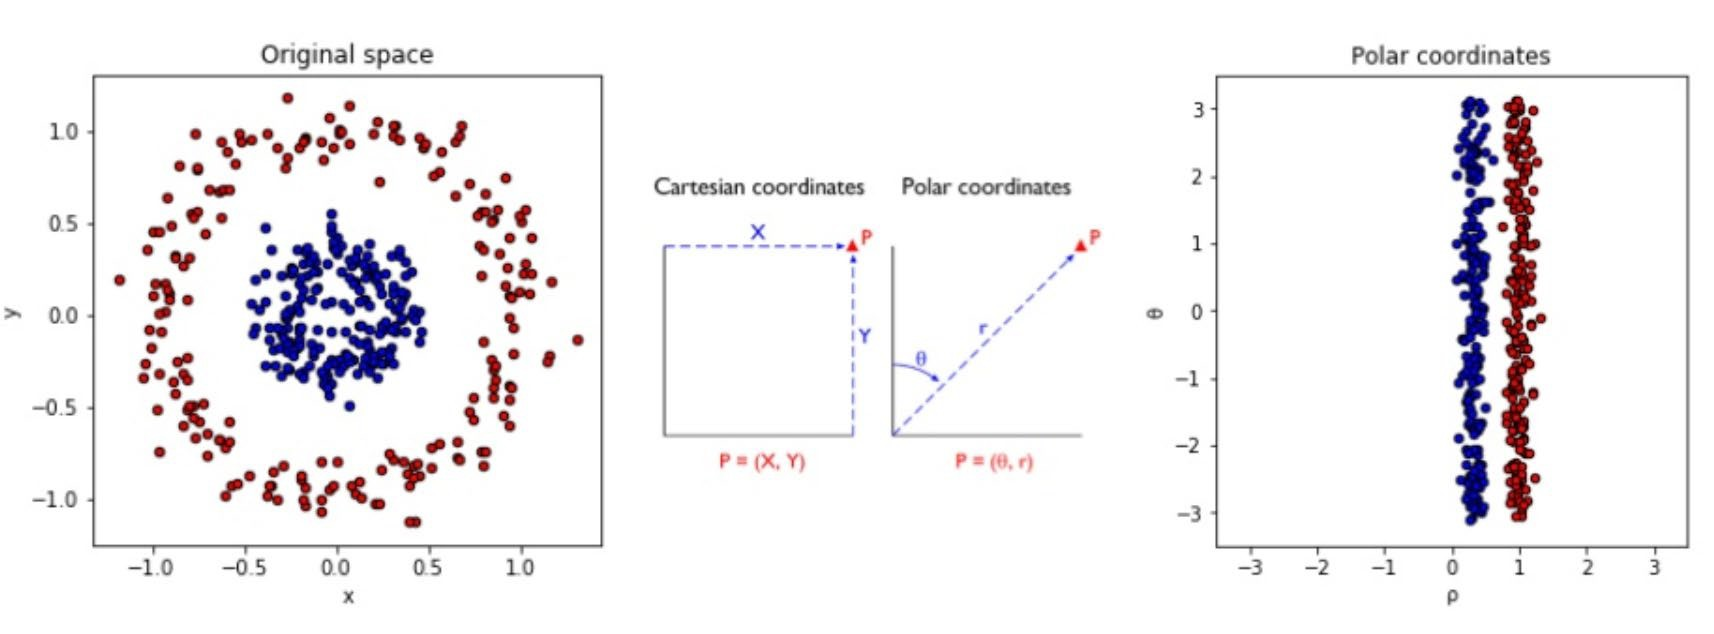 Original space
1.0
0.5
0.0
−0.5
−1.0
y
−1.0
−0.5
0.0
0.5
1.0
x
Cartesian coordinates
X
P
Y
P = (X, Y)
Polar coordinates
P
r
θ
P = (θ, r)
Polar coordinates
3
2
1
0
−1
−2
−3
θ
−3
−2
−1
0
1
2
3
ρ